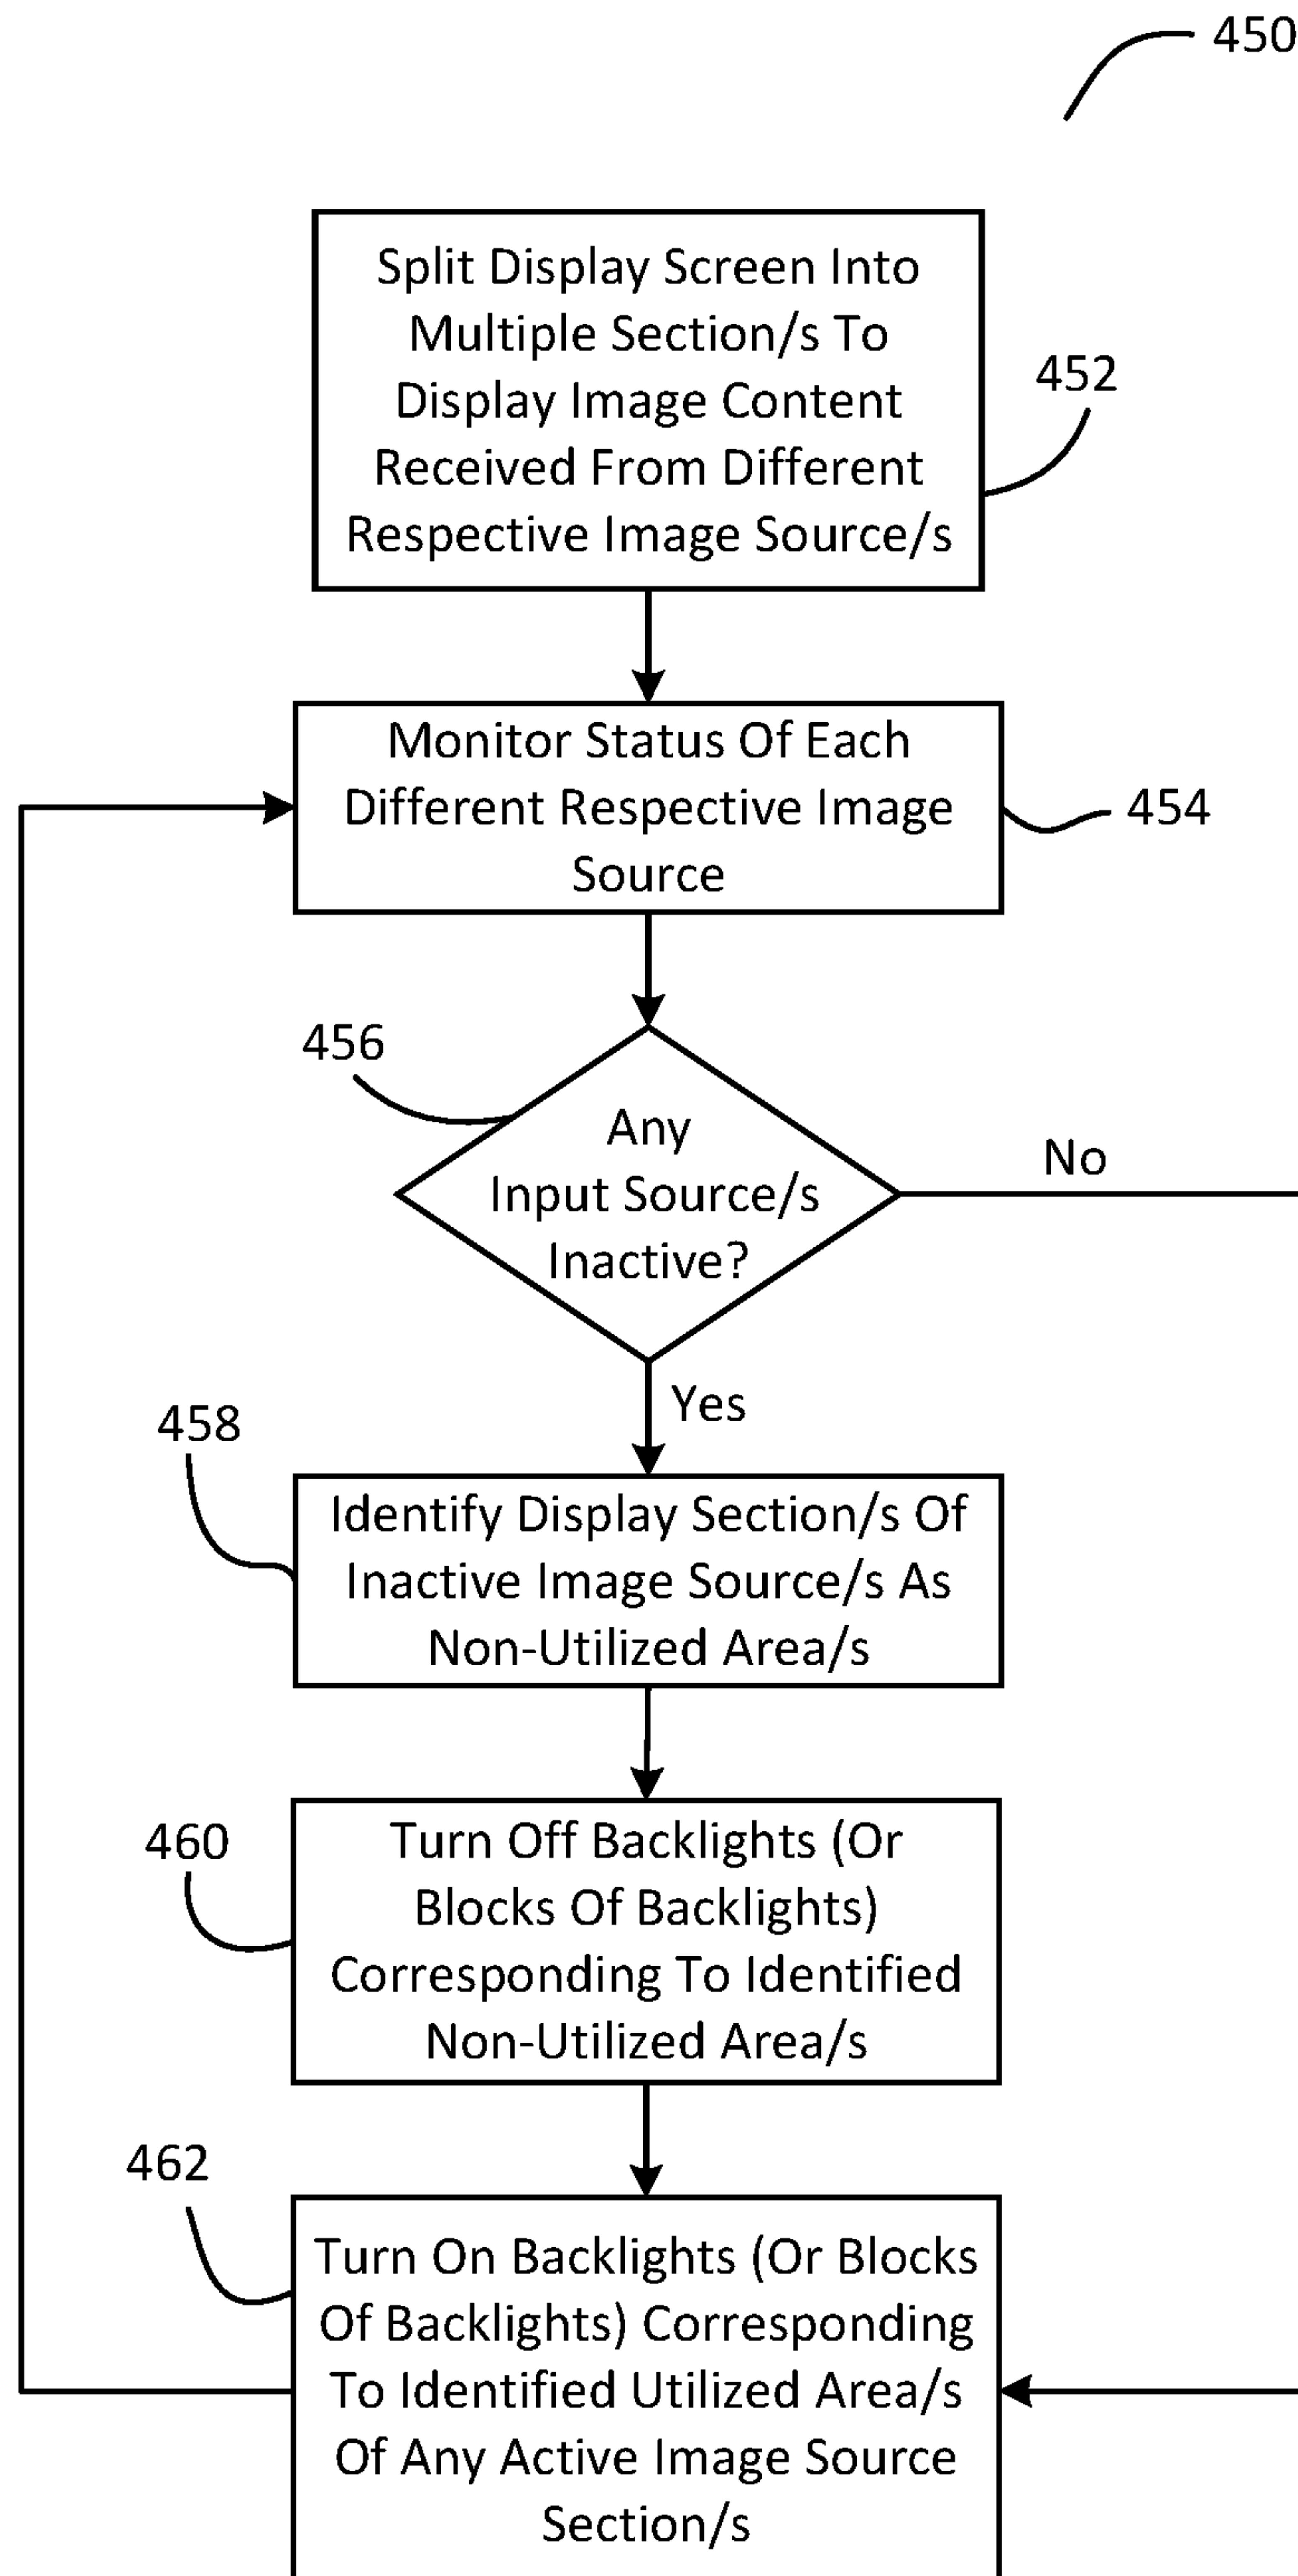 450
Split Display Screen Into
Multiple Section/s To
Display Image Content
Received From Different
Respective Image Source/s
452
Monitor Status Of Each
Different Respective Image
Source
454
456
Any
Input Source/s
Inactive?
No
Yes
458
Identify Display Section/s Of
Inactive Image Source/s As
Non-Utilized Area/s
460
Turn Off Backlights (Or
Blocks Of Backlights)
Corresponding To Identified
Non-Utilized Area/s
462
Turn On Backlights (Or Blocks
Of Backlights) Corresponding
To Identified Utilized Area/s
Of Any Active Image Source
Section/s